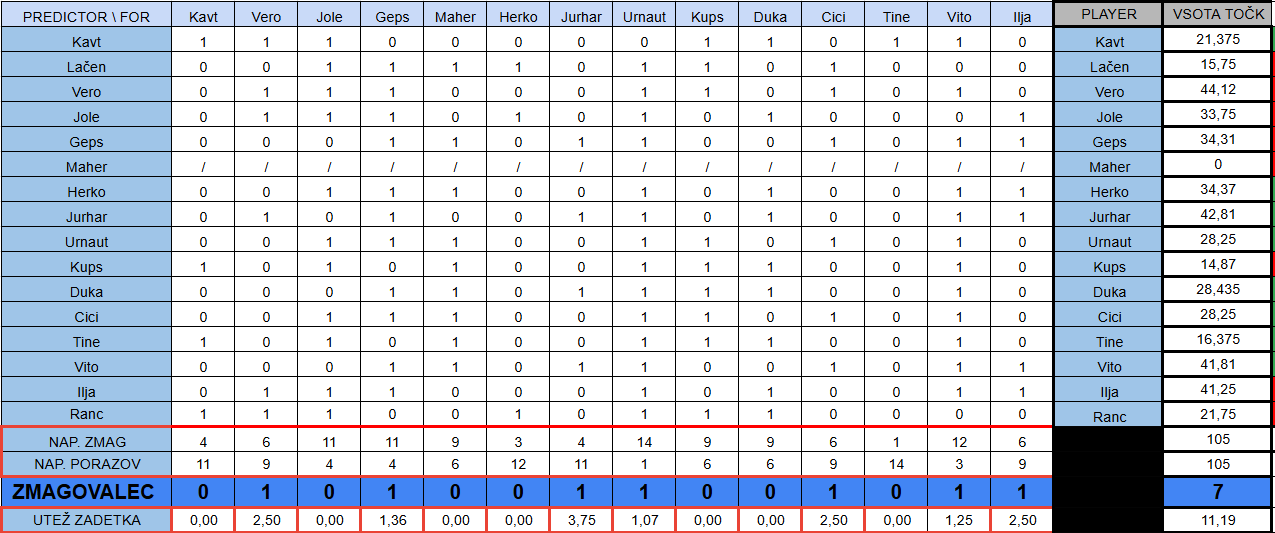 PREDICTOR \ FOR Kavt Vero Jole Geps Maher Herko Jurhar Urnaut Kups Duka Cici Tine Vito Ilja PLAYER VSOTA TOČK
Kavt 1 1 1 0 0 0 0 0 1 1 0 1 1 0 Kavt 21,375
Lačen 0 0 1 1 1 1 0 1 1 0 1 0 0 0 Lačen 15,75
Vero 0 1 1 1 0 0 0 1 1 0 1 0 1 0 Vero 44,12
Jole 0 1 1 1 0 1 0 1 0 1 0 0 0 1 Jole 33,75
Geps 0 0 0 1 1 0 1 1 0 0 1 0 1 1 Geps 34,31
Maher / / / / / / / / / / / / / / Maher 0
Herko 0 0 1 1 1 0 0 1 0 1 0 0 1 1 Herko 34,37
Jurhar 0 1 0 1 0 0 1 1 0 1 0 0 1 1 Jurhar 42,81
Urnaut 0 0 1 1 1 0 0 1 1 0 1 0 1 0 Urnaut 28,25
Kups 1 0 1 0 1 0 0 1 1 1 0 0 1 0 Kups 14,87
Duka 0 0 0 1 1 0 1 1 1 1 0 0 1 0 Duka 28,435
Cici 0 0 1 1 1 0 0 1 1 0 1 0 1 0 Cici 28,25
Tine 1 0 1 0 1 0 0 1 1 1 0 0 1 0 Tine 16,375
Vito 0 0 0 1 1 0 1 1 0 0 1 0 1 1 Vito 41,81
Ilja 0 1 1 1 0 0 0 1 0 1 0 0 1 1 Ilja 41,25
Ranc 1 1 1 0 0 1 0 1 1 1 0 0 0 0 Ranc 21,75
NAP. ZMAG 4 6 11 11 9 3 4 14 9 9 6 1 12 6 105
NAP. PORAZOV 11 9 4 4 6 12 11 1 6 6 9 14 3 9 105
ZMAGOVALEC 0 1 0 1 0 0 1 1 0 0 1 0 1 1 7
UTEŽ ZADETKA 0,00 2,50 0,00 1,36 0,00 0,00 3,75 1,07 0,00 0,00 2,50 0,00 1,25 2,50 11,19